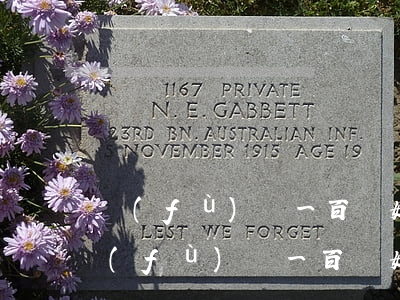 1167 PRIVATE
N. E. GABBETT
23RD BN. AUSTRALIAN INF.
5 NOVEMBER 1915 AGE 19
(fù) 一百
LEST WE FORGET
(fù) 一百